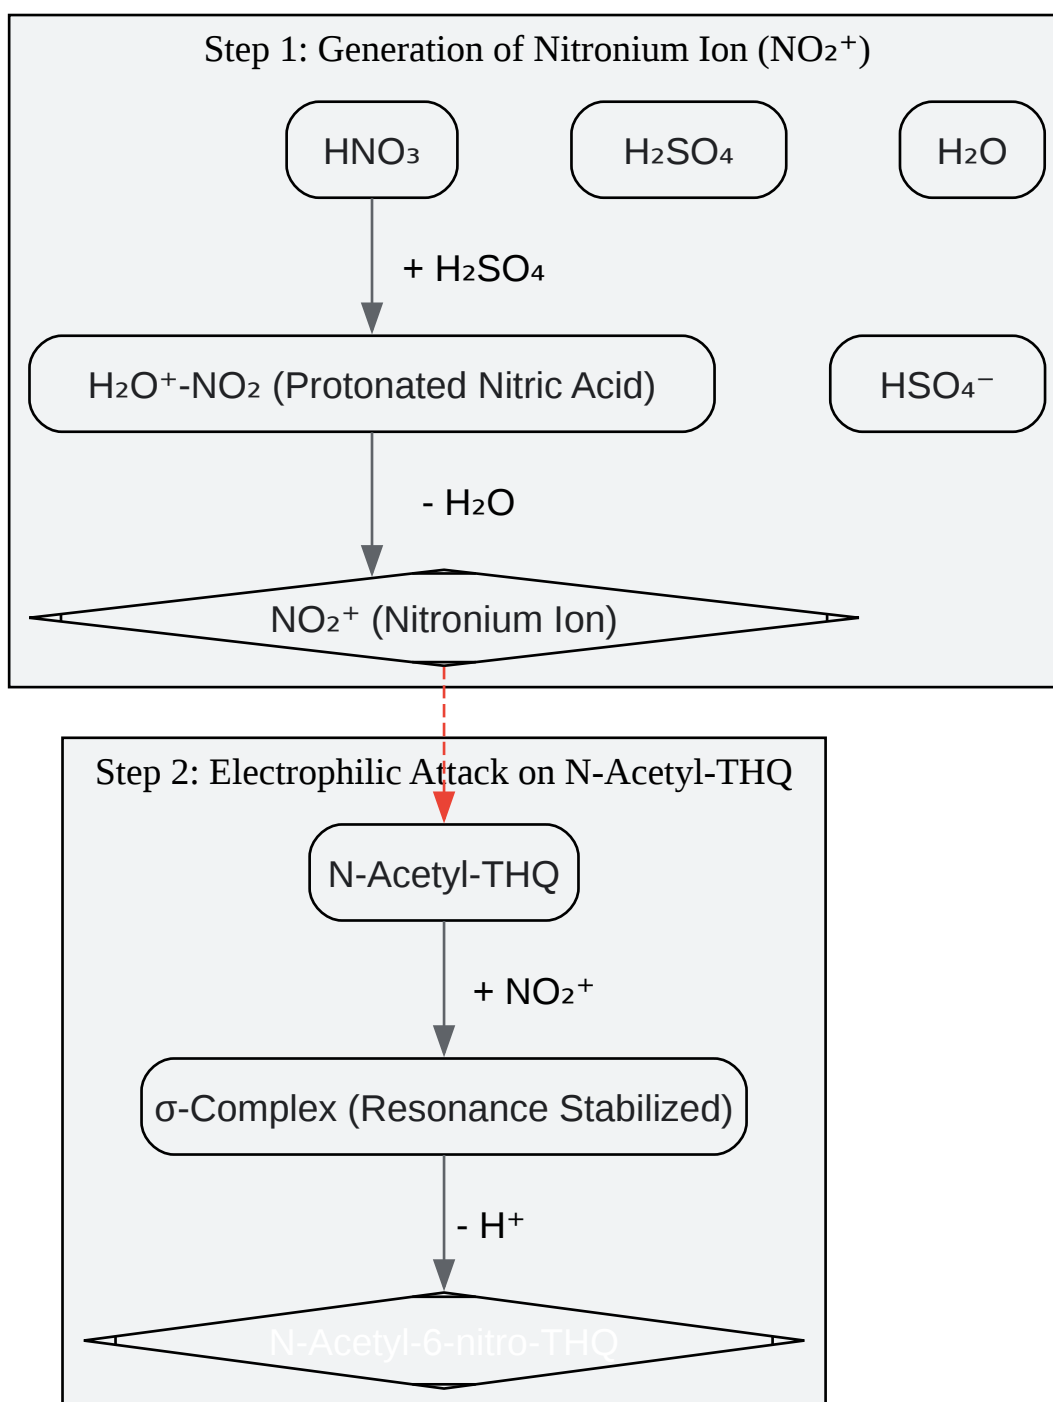 Step 1: Generation of Nitronium Ion (NO₂⁺)
HNO₃
H₂SO₄
H₂O
+ H₂SO₄
H₂O⁺-NO₂ (Protonated Nitric Acid)
HSO₄⁻
- H₂O
NO₂⁺ (Nitronium Ion)
Step 2: Electrophilic Attack on N-Acetyl-THQ
N-Acetyl-THQ
+ NO₂⁺
σ-Complex (Resonance Stabilized)
- H⁺
N-Acetyl-6-nitro-THQ